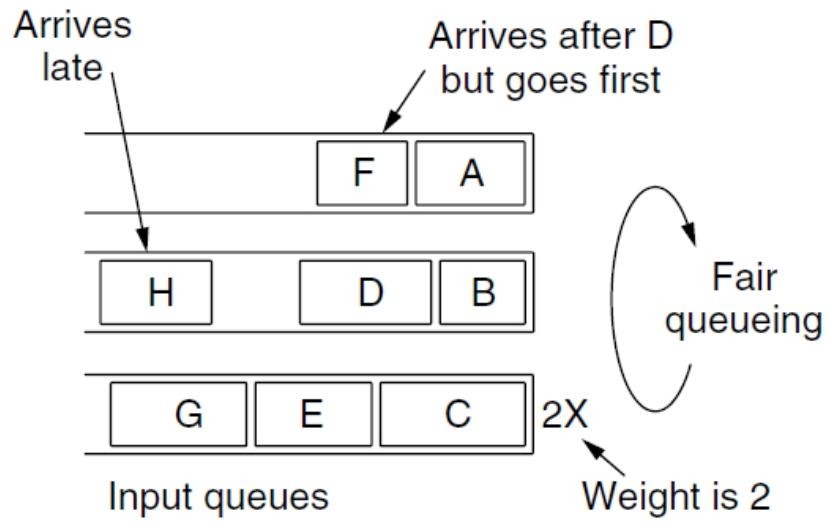 Arrives
late
Arrives after D
but goes first
F A
H D B
Fair
queueing
G E C 2X
Input queues
Weight is 2